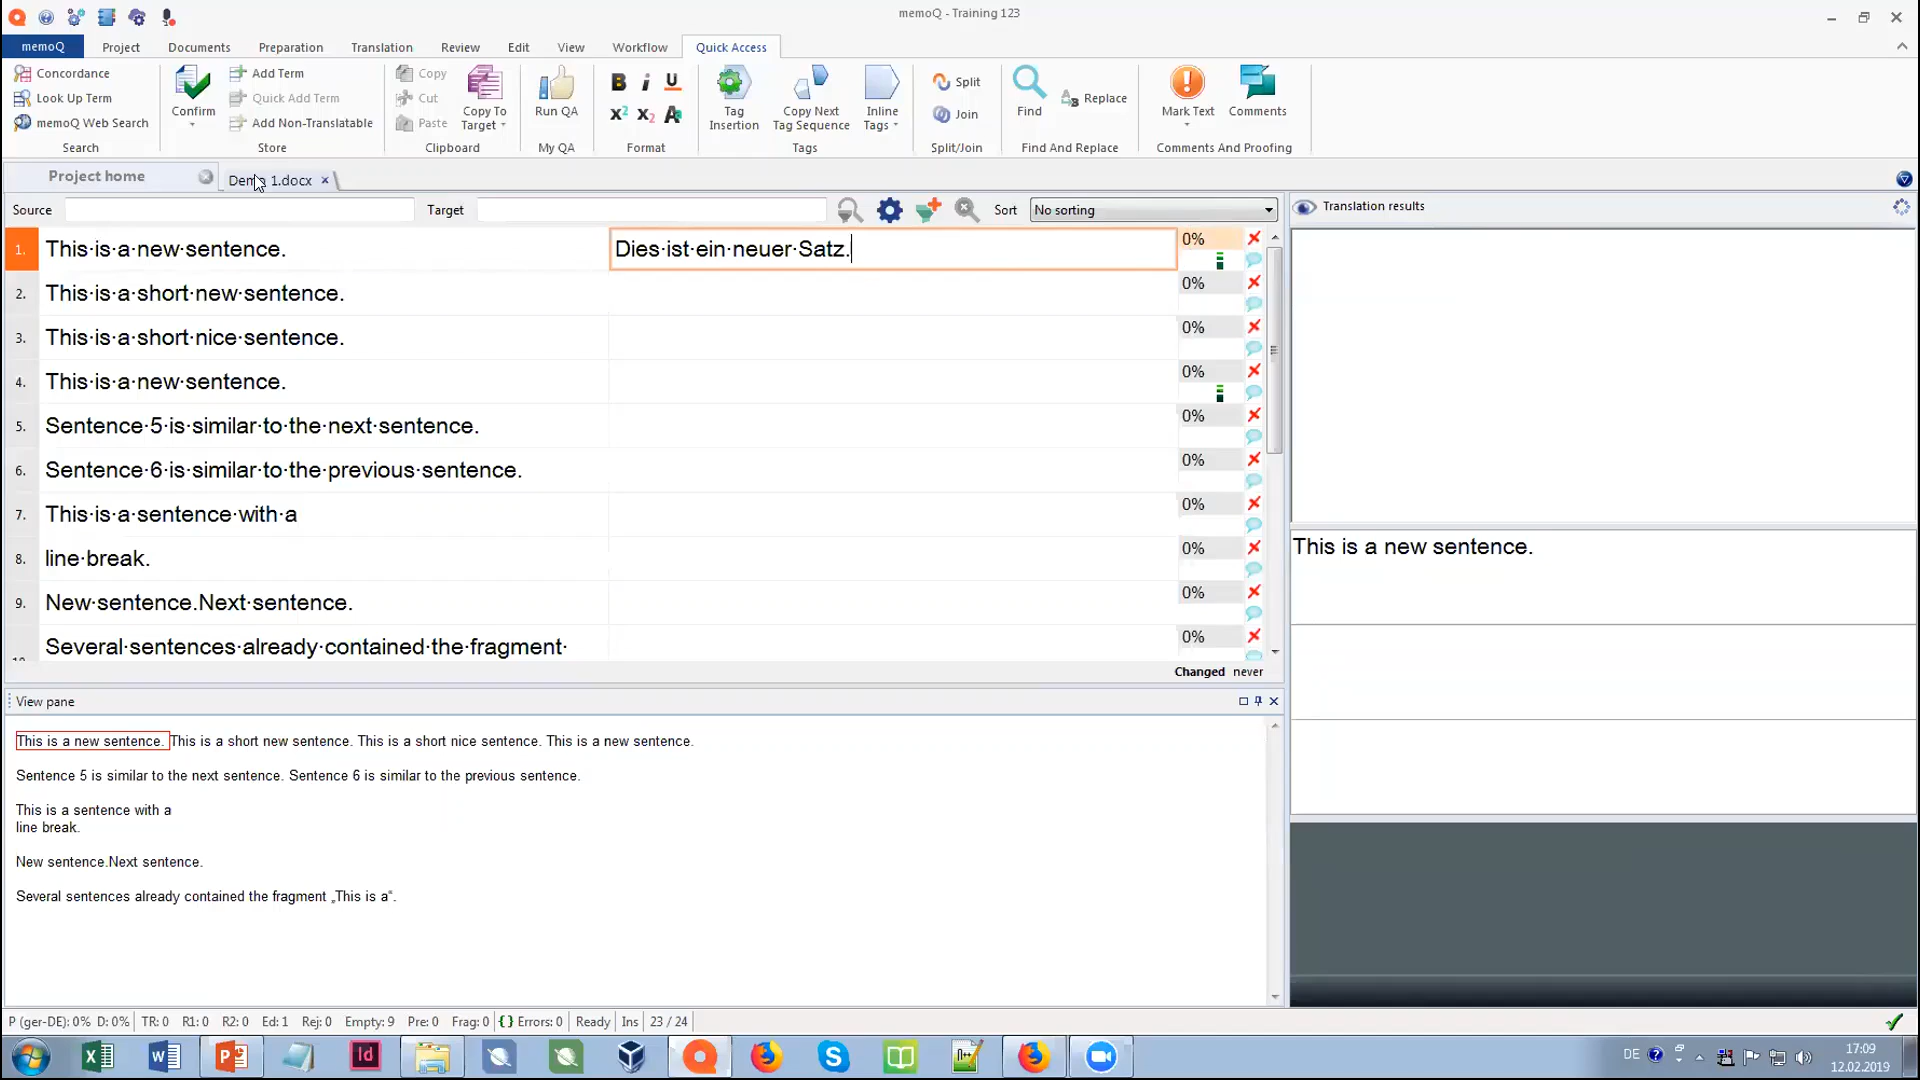 memoQ - Training 123
memoQ Project Documents Preparation Translation Review Edit View Workflow Quick Access
Concordance
Look Up Term
memoQ Web Search
Search
Confirm
Add Term
Quick Add Term
Add Non-Translatable
Store
Copy
Cut
Paste
Copy To
Target
Clipboard
Run QA
My QA
B i U
x² x₂ A
Format
Tag
Insertion
Copy Next
Tag Sequence
Inline
Tags
Tags
Split
Join
Split/Join
Find
Replace
Find And Replace
Mark Text
Comments
Comments And Proofing
Project home
1.docx
Source Target Sort No sorting
Translation results
1. This·is·a·new·sentence. Dies·ist·ein·neuer·Satz. 0%
2. This·is·a·short·new·sentence. 0%
3. This·is·a·short·nice·sentence. 0%
4. This·is·a·new·sentence. 0%
5. Sentence·5·is·similar·to·the·next·sentence. 0%
6. Sentence·6·is·similar·to·the·previous·sentence. 0%
7. This·is·a·sentence·with·a 0%
8. line·break. 0%
9. New·sentence.Next·sentence. 0%
Several·sentences·already·contained·the·fragment· 0%
This is a new sentence.
Changed never
View pane
This is a new sentence. This is a short new sentence. This is a short nice sentence. This is a new sentence.
Sentence 5 is similar to the next sentence. Sentence 6 is similar to the previous sentence.
This is a sentence with a
line break.
New sentence.Next sentence.
Several sentences already contained the fragment „This is a“.
P (ger-DE): 0% D: 0% TR: 0 R1: 0 R2: 0 Ed: 1 Rej: 0 Empty: 9 Pre: 0 Frag: 0 {} Errors: 0 Ready Ins 23 / 24
DE
17:09
12.02.2019